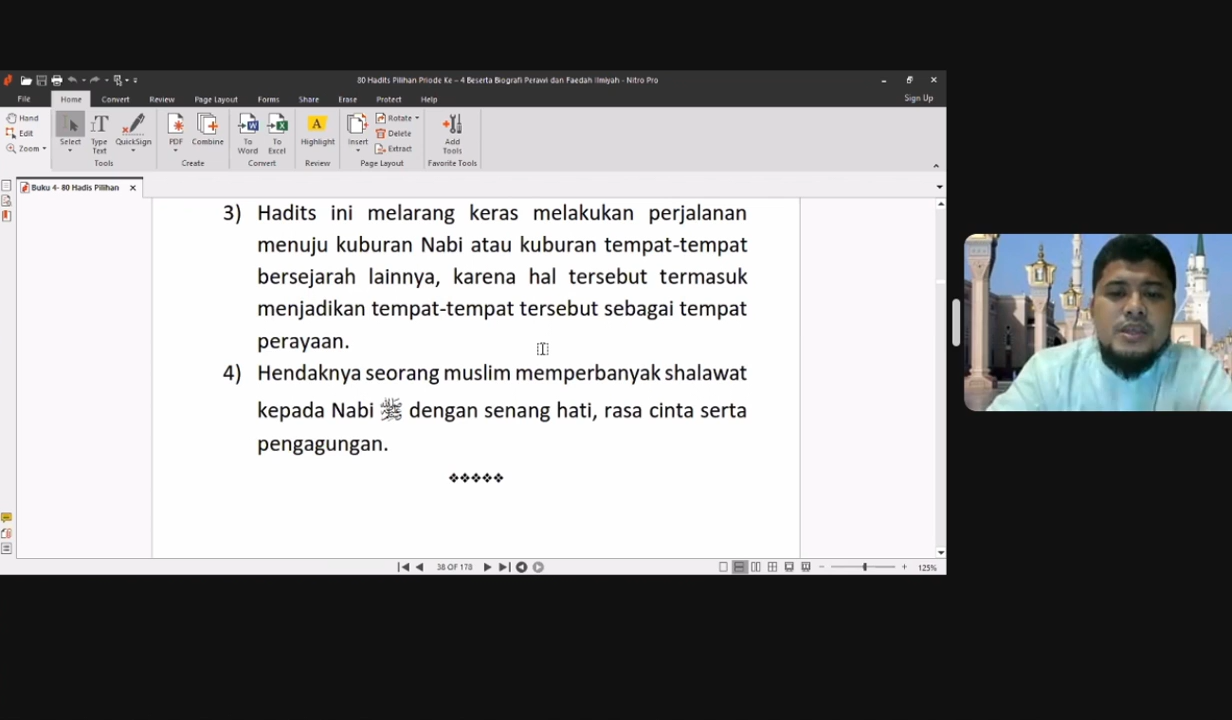 80 Hadits Pilihan Priode Ke – 4 Beserta Biografi Perawi dan Faedah Ilmiyah - Nitro Pro
File Home Convert Review Page Layout Forms Share Erase Protect Help Sign Up
Hand
Edit
Zoom
Select
Type Text
QuickSign
Tools
PDF
Combine
Create
To Word
To Excel
Convert
Highlight
Review
Insert
Rotate
Delete
Extract
Page Layout
Add Tools
Favorite Tools
Buku 4- 80 Hadis Pilihan
3) Hadits ini melarang keras melakukan perjalanan
menuju kuburan Nabi atau kuburan tempat-tempat
bersejarah lainnya, karena hal tersebut termasuk
menjadikan tempat-tempat tersebut sebagai tempat
perayaan.
4) Hendaknya seorang muslim memperbanyak shalawat
kepada Nabi ﷺ dengan senang hati, rasa cinta serta
pengagungan.
38 OF 178
125%